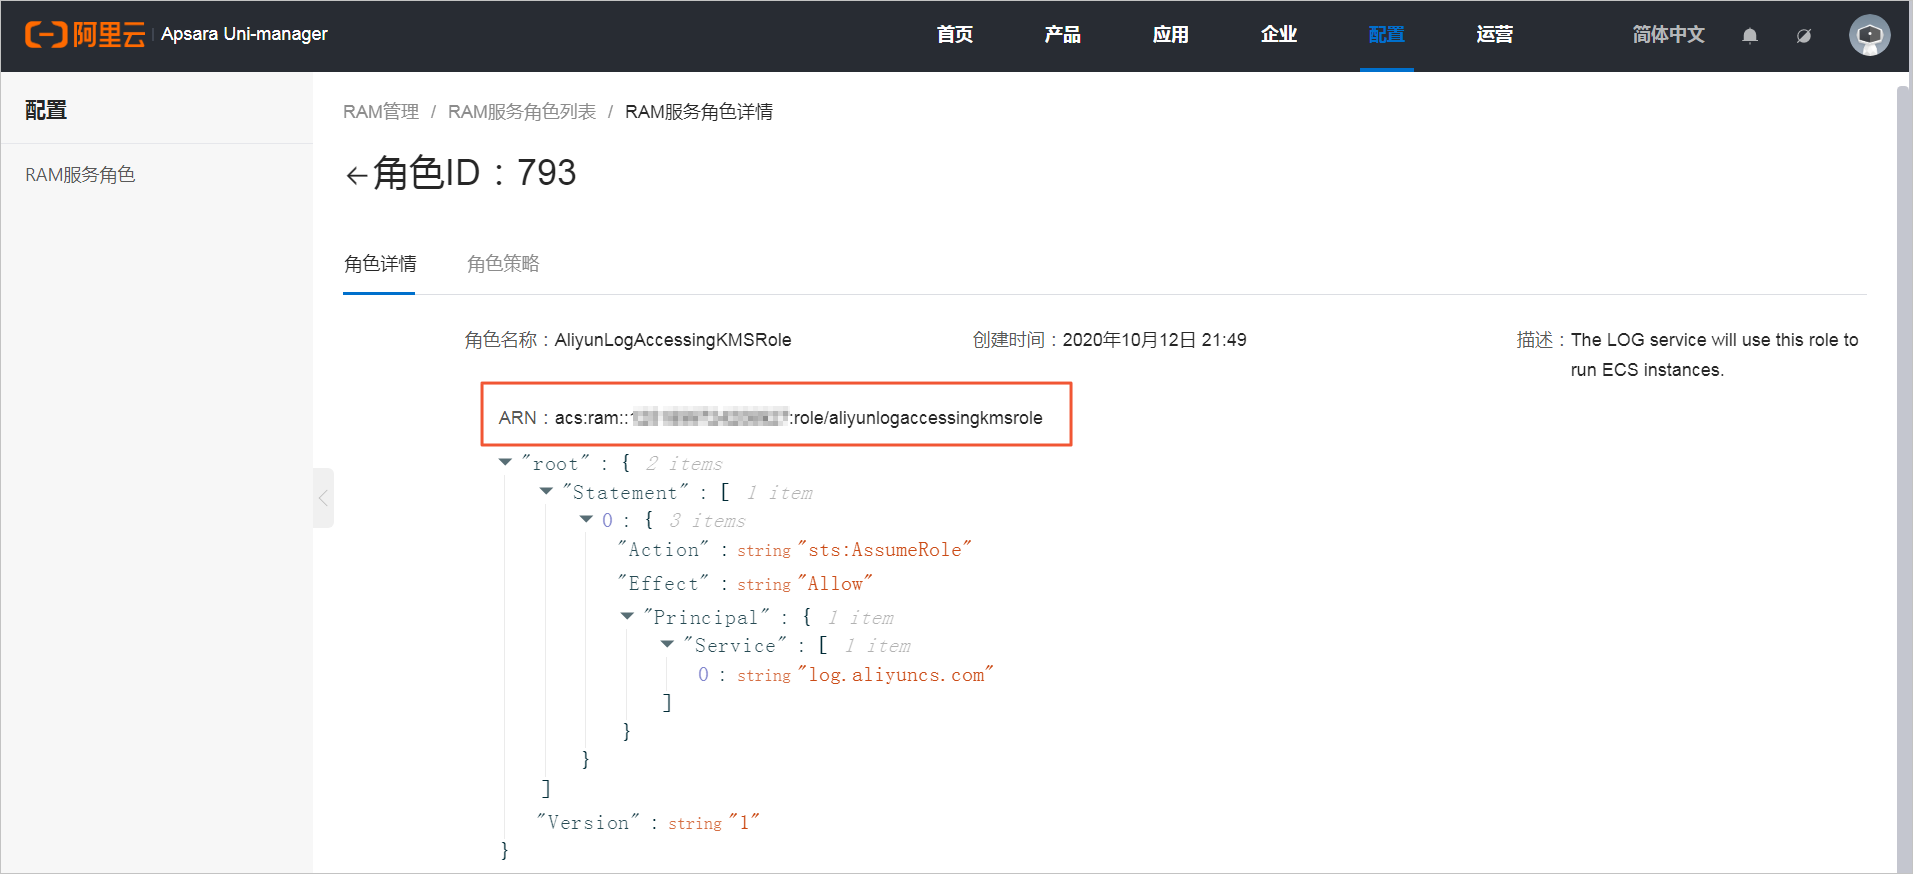 阿里云 Apsara Uni-manager 首页 产品 应用 企业 配置 运营 简体中文
配置
RAM服务角色
RAM管理 / RAM服务角色列表 / RAM服务角色详情
←角色ID：793
角色详情 角色策略
角色名称：AliyunLogAccessingKMSRole 创建时间：2020年10月12日 21:49 描述：The LOG service will use this role to
run ECS instances.
ARN：acs:ram:: :role/aliyunlogaccessingkmsrole
"root" : { 2 items
"Statement" : [ 1 item
0 : { 3 items
"Action" : string "sts:AssumeRole"
"Effect" : string "Allow"
"Principal" : { 1 item
"Service" : [ 1 item
0 : string "log.aliyuncs.com"
]
}
}
]
"Version" : string "1"
}